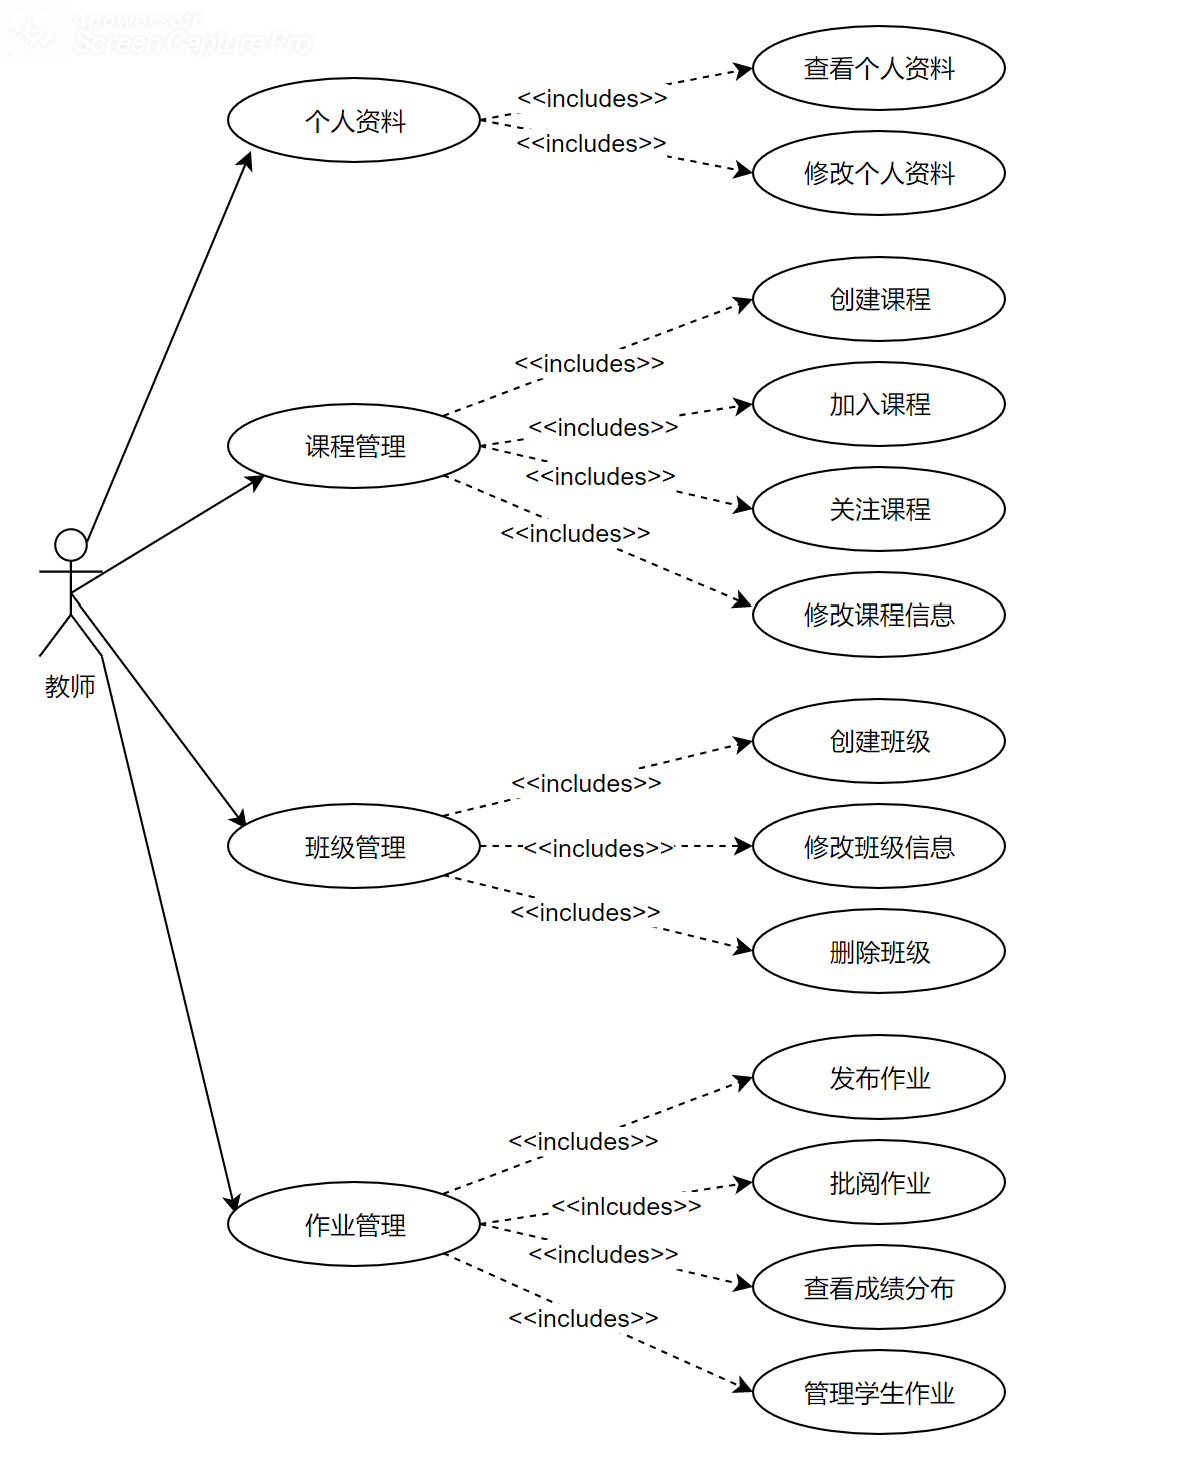 Apowersoft
Screen Capture Pro
查看个人资料
<<includes>>
个人资料
<<includes>>
修改个人资料
创建课程
<<includes>>
加入课程
<<includes>>
课程管理
<<includes>>
关注课程
<<includes>>
修改课程信息
教师
创建班级
<<includes>>
班级管理
<<includes>>
修改班级信息
<<includes>>
删除班级
发布作业
<<includes>>
批阅作业
<<inlcudes>>
作业管理
<<includes>>
查看成绩分布
<<includes>>
管理学生作业